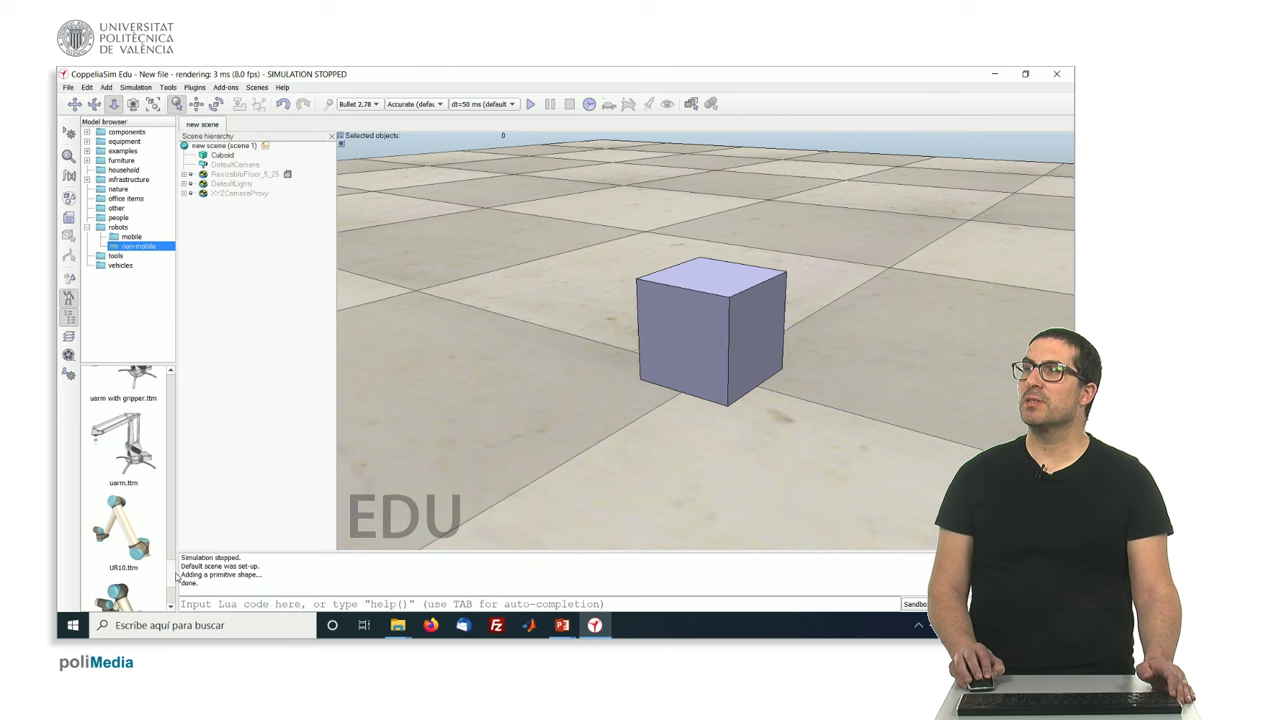 UNIVERSITAT
POLITÈCNICA
DE VALÈNCIA
CoppeliaSim Edu - New file - rendering: 3 ms (8.0 fps) - SIMULATION STOPPED
File Edit Add Simulation Tools Plugins Add-ons Scenes Help
Bullet 2.78 Accurate (defau dt=50 ms (default
Model browser
components
equipment
examples
furniture
household
infrastructure
nature
office items
other
people
robots
mobile
non-mobile
tools
vehicles
uarm with gripper.ttm
uarm.ttm
UR10.ttm
new scene
Scene hierarchy
new scene (scene 1)
Cuboid
DefaultCamera
ResizableFloor_5_25
DefaultLights
XYZCameraProxy
Selected objects: 0
EDU
Simulation stopped.
Default scene was set-up.
Adding a primitive shape...
done.
Input Lua code here, or type "help()" (use TAB for auto-completion)
Sandbo
Escribe aquí para buscar
poliMedia